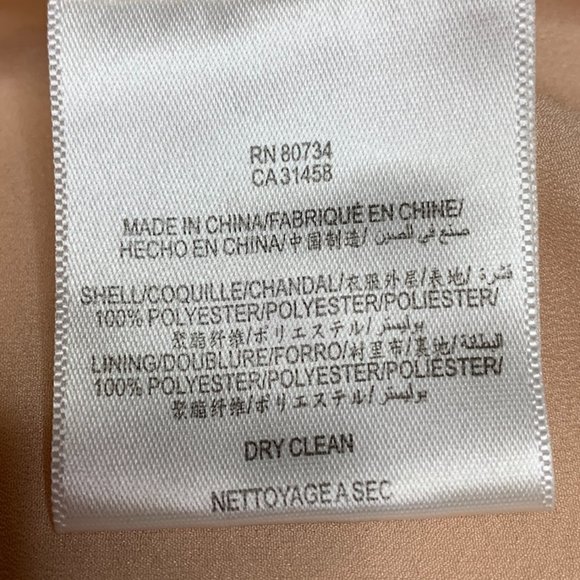 RN 80734
CA 31458
MADE IN CHINA/FABRIQUÉ EN CHINE/
HECHO EN CHINA/中国制造/ صنع في الصين
SHELL/COQUILLE/CHANDAL/衣服外层/表地/ قشرة
100% POLYESTER/POLYESTER/POLIESTER/
聚酯纤维/ポリエステル/بوليستر
LINING/DOUBLURE/FORRO/衬里布/裏地/ البطانة
100% POLYESTER/POLYESTER/POLIESTER/
聚酯纤维/ポリエステル/بوليستر
DRY CLEAN
NETTOYAGE A SEC